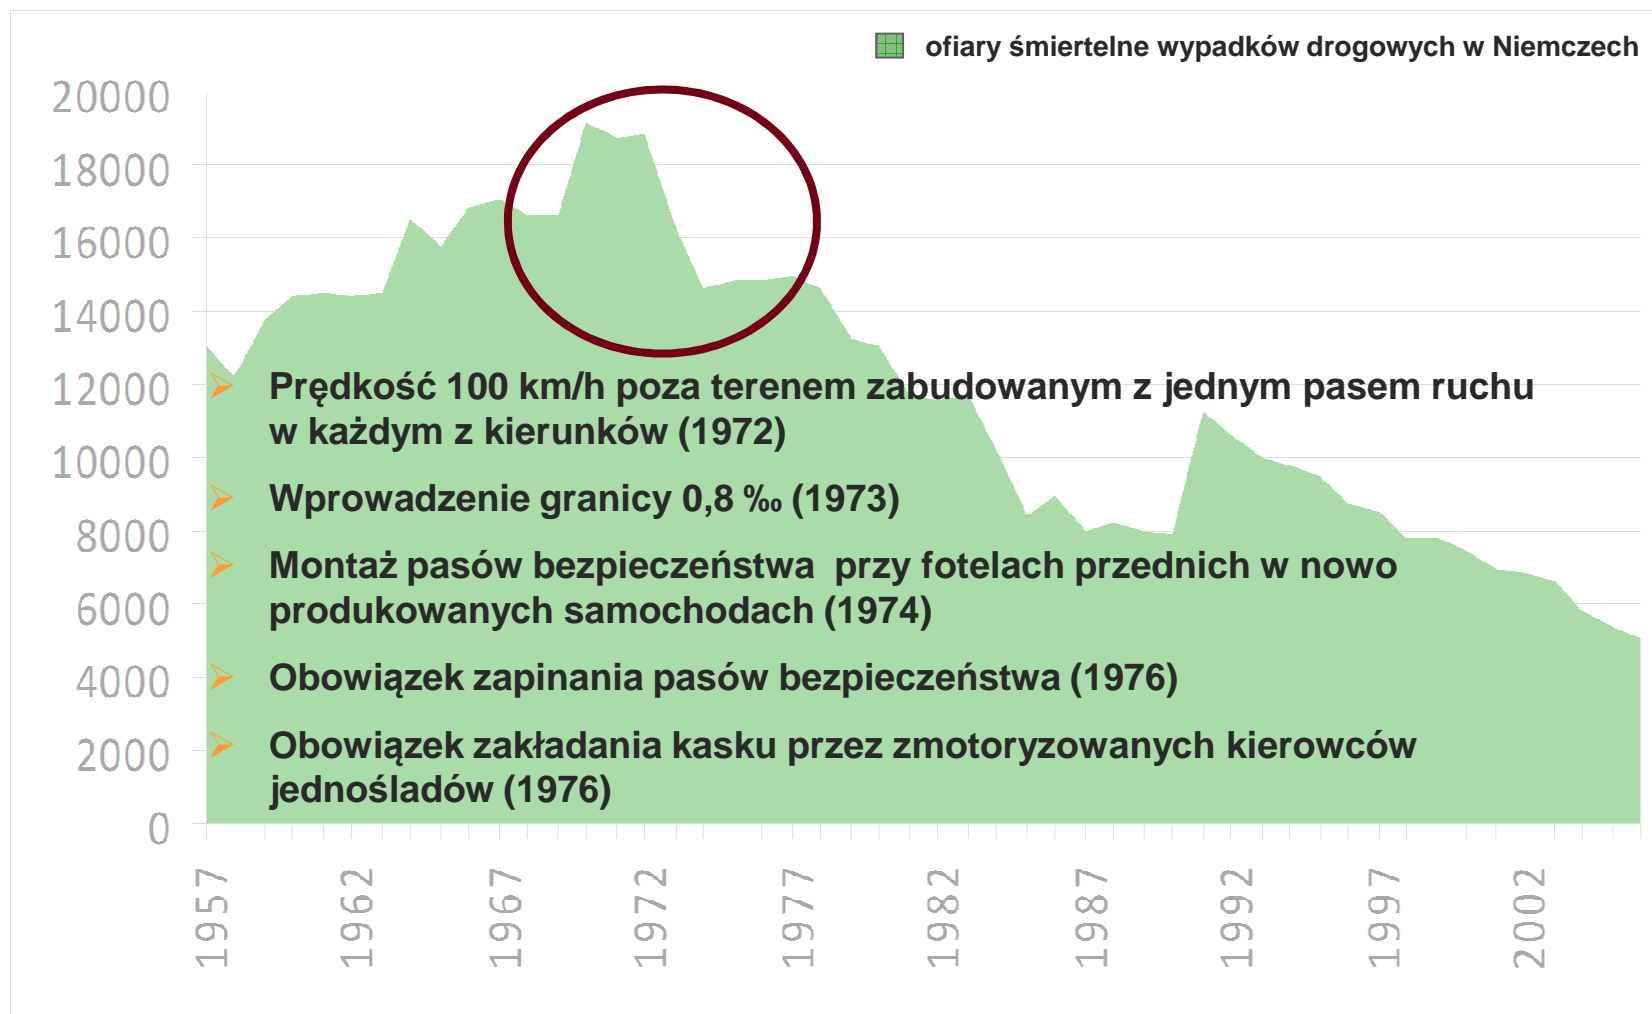 ofiary śmiertelne wypadków drogowych w Niemczech
20000
18000
16000
14000
12000
10000
8000
6000
4000
2000
0
Prędkość 100 km/h poza terenem zabudowanym z jednym pasem ruchu
w każdym z kierunków (1972)
Wprowadzenie granicy 0,8 ‰ (1973)
Montaż pasów bezpieczeństwa  przy fotelach przednich w nowo
produkowanych samochodach (1974)
Obowiązek zapinania pasów bezpieczeństwa (1976)
Obowiązek zakładania kasku przez zmotoryzowanych kierowców
jednośladów (1976)
1957
1962
1967
1972
1977
1982
1987
1992
1997
2002